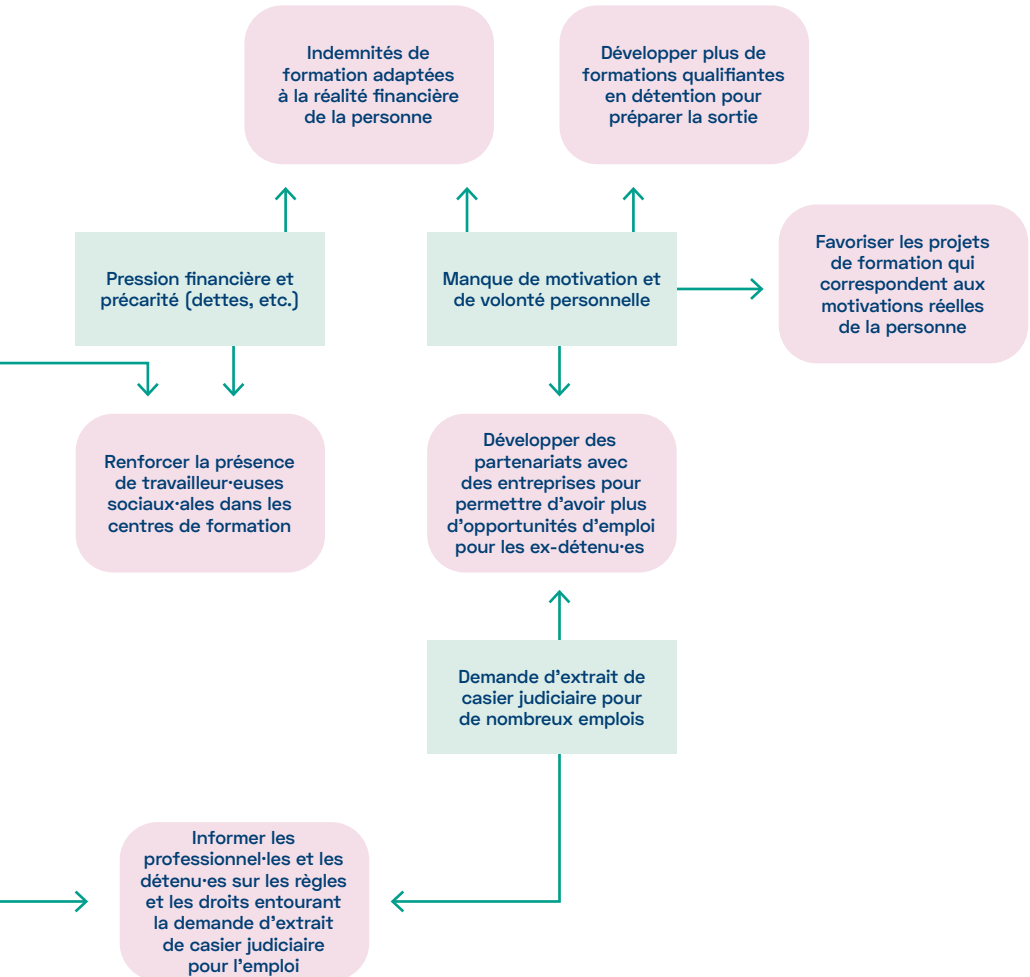 Indemnités de
formation adaptées
à la réalité financière
de la personne
Développer plus de
formations qualifiantes
en détention pour
préparer la sortie
Pression financière et
précarité (dettes, etc.)
Manque de motivation et
de volonté personnelle
Favoriser les projets
de formation qui
correspondent aux
motivations réelles
de la personne
Renforcer la présence
de travailleur·euses
sociaux·ales dans les
centres de formation
Développer des
partenariats avec
des entreprises pour
permettre d’avoir plus
d’opportunités d’emploi
pour les ex-détenu·es
Demande d’extrait de
casier judiciaire pour
de nombreux emplois
Informer les
professionnel·les et les
détenu·es sur les règles
et les droits entourant
la demande d’extrait
de casier judiciaire
pour l’emploi